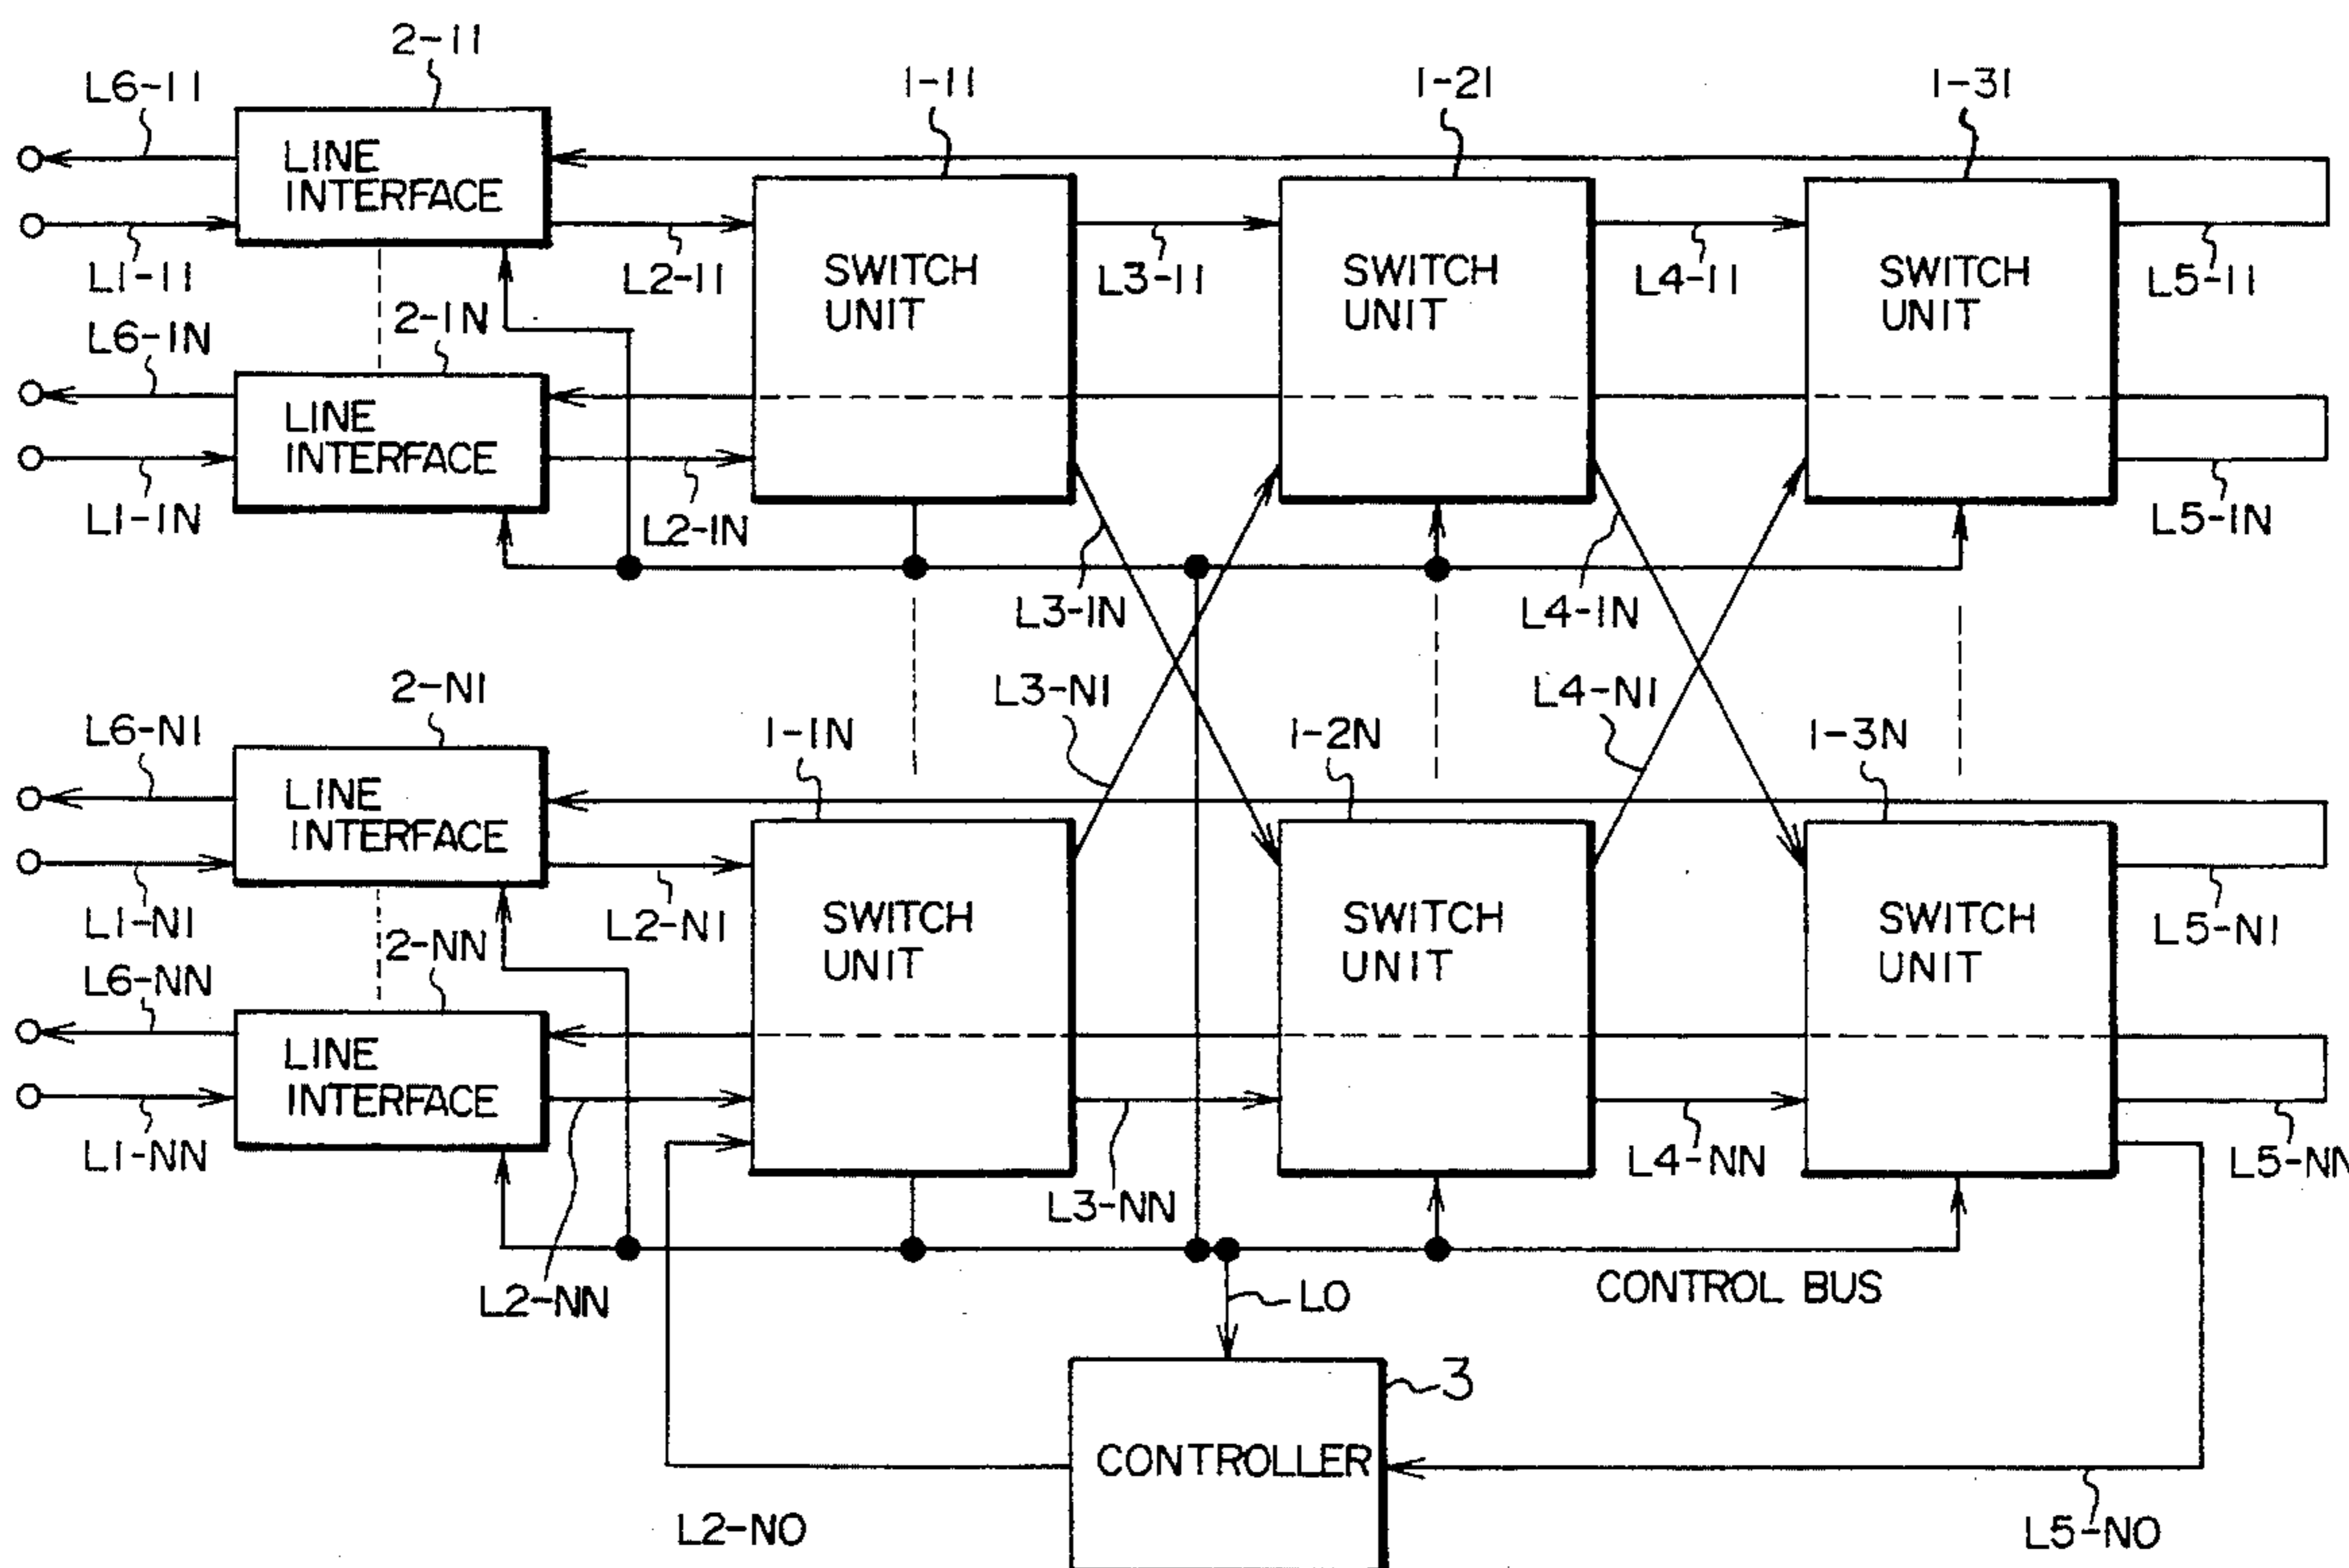 2-11
L6-11
1-11
1-21
1-31
LINE
INTERFACE
L1-11
L2-11
SWITCH
UNIT
L3-11
SWITCH
UNIT
L4-11
SWITCH
UNIT
L5-11
L6-1N
2-1N
LINE
INTERFACE
L1-1N
L2-1N
L5-1N
L3-1N
L4-1N
2-N1
L3-N1
L4-N1
L6-N1
1-1N
1-2N
1-3N
LINE
INTERFACE
L1-N1
L2-N1
SWITCH
UNIT
SWITCH
UNIT
SWITCH
UNIT
L5-N1
2-NN
L6-NN
LINE
INTERFACE
L1-NN
L3-NN
L4-NN
L5-NN
L2-NN
L0
CONTROL BUS
3
CONTROLLER
L2-N0
L5-N0